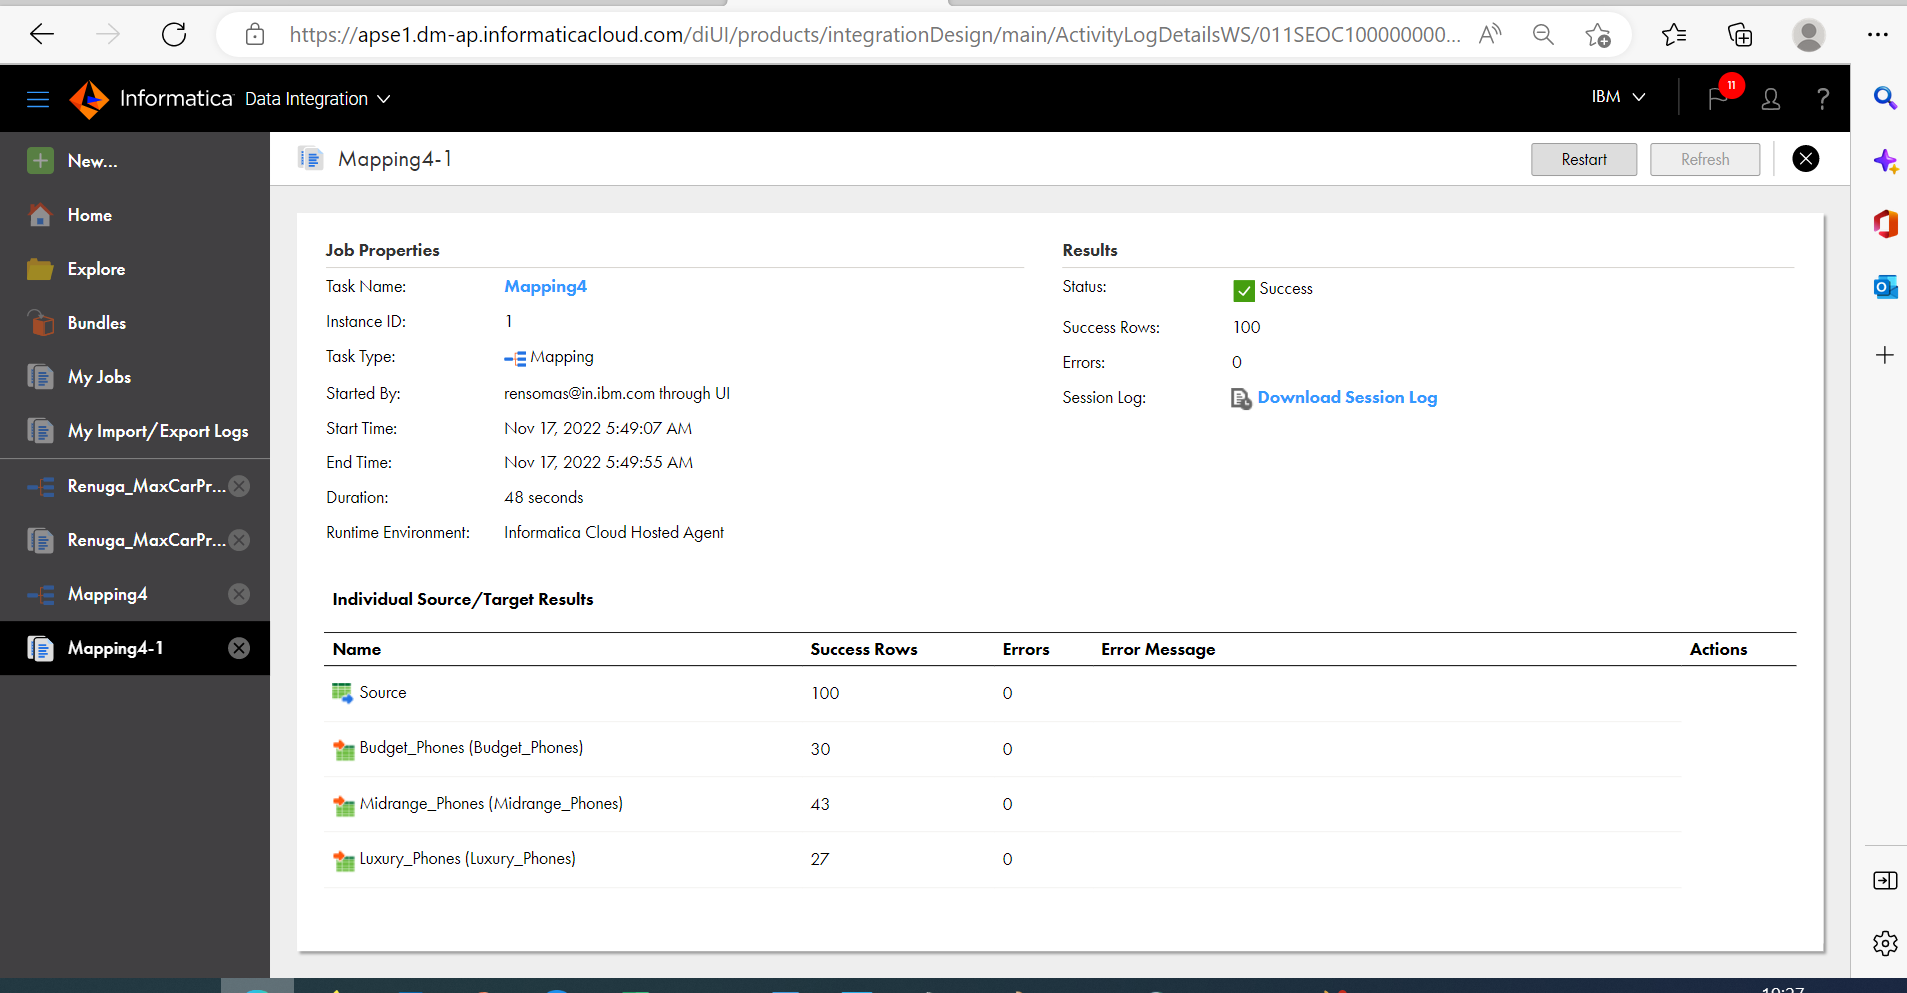 https://apse1.dm-ap.informaticacloud.com/diUI/products/integrationDesign/main/ActivityLogDetailsWS/011SEOC100000000...
Informatica Data Integration
IBM
11
?
New...
Home
Explore
Bundles
My Jobs
My Import/Export Logs
Renuga_MaxCarPr...
Renuga_MaxCarPr...
Mapping4
Mapping4-1
Mapping4-1
Restart
Refresh
Job Properties
Task Name: Mapping4
Instance ID: 1
Task Type: Mapping
Started By: rensomas@in.ibm.com through UI
Start Time: Nov 17, 2022 5:49:07 AM
End Time: Nov 17, 2022 5:49:55 AM
Duration: 48 seconds
Runtime Environment: Informatica Cloud Hosted Agent
Results
Status: Success
Success Rows: 100
Errors: 0
Session Log: Download Session Log
Individual Source/Target Results
Name Success Rows Errors Error Message Actions
Source 100 0
Budget_Phones (Budget_Phones) 30 0
Midrange_Phones (Midrange_Phones) 43 0
Luxury_Phones (Luxury_Phones) 27 0